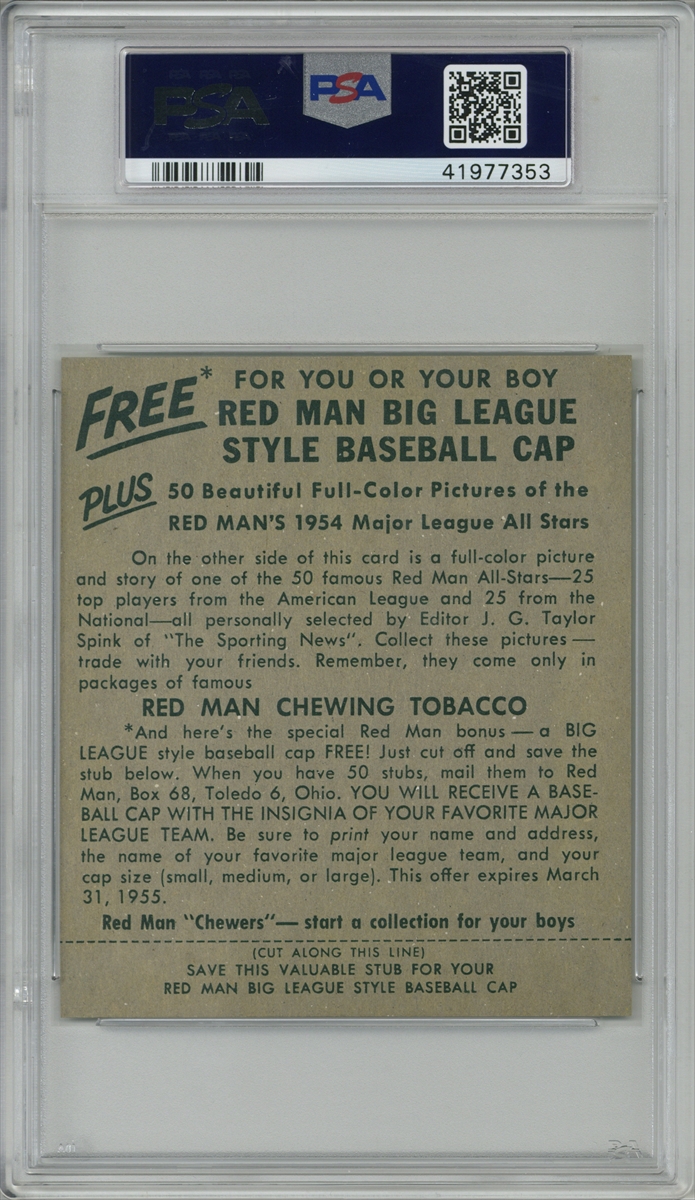 PSA PSA PSA
PSA
PSA
41977353
FREE* FOR YOU OR YOUR BOY
RED MAN BIG LEAGUE
STYLE BASEBALL CAP
PLUS 50 Beautiful Full-Color Pictures of the
RED MAN'S 1954 Major League All Stars
On the other side of this card is a full-color picture
and story of one of the 50 famous Red Man All-Stars—25
top players from the American League and 25 from the
National—all personally selected by Editor J. G. Taylor
Spink of "The Sporting News". Collect these pictures —
trade with your friends. Remember, they come only in
packages of famous
RED MAN CHEWING TOBACCO
*And here's the special Red Man bonus — a BIG
LEAGUE style baseball cap FREE! Just cut off and save the
stub below. When you have 50 stubs, mail them to Red
Man, Box 68, Toledo 6, Ohio. YOU WILL RECEIVE A BASE-
BALL CAP WITH THE INSIGNIA OF YOUR FAVORITE MAJOR
LEAGUE TEAM. Be sure to print your name and address,
the name of your favorite major league team, and your
cap size (small, medium, or large). This offer expires March
31, 1955.
Red Man "Chewers"— start a collection for your boys
(CUT ALONG THIS LINE)
SAVE THIS VALUABLE STUB FOR YOUR
RED MAN BIG LEAGUE STYLE BASEBALL CAP